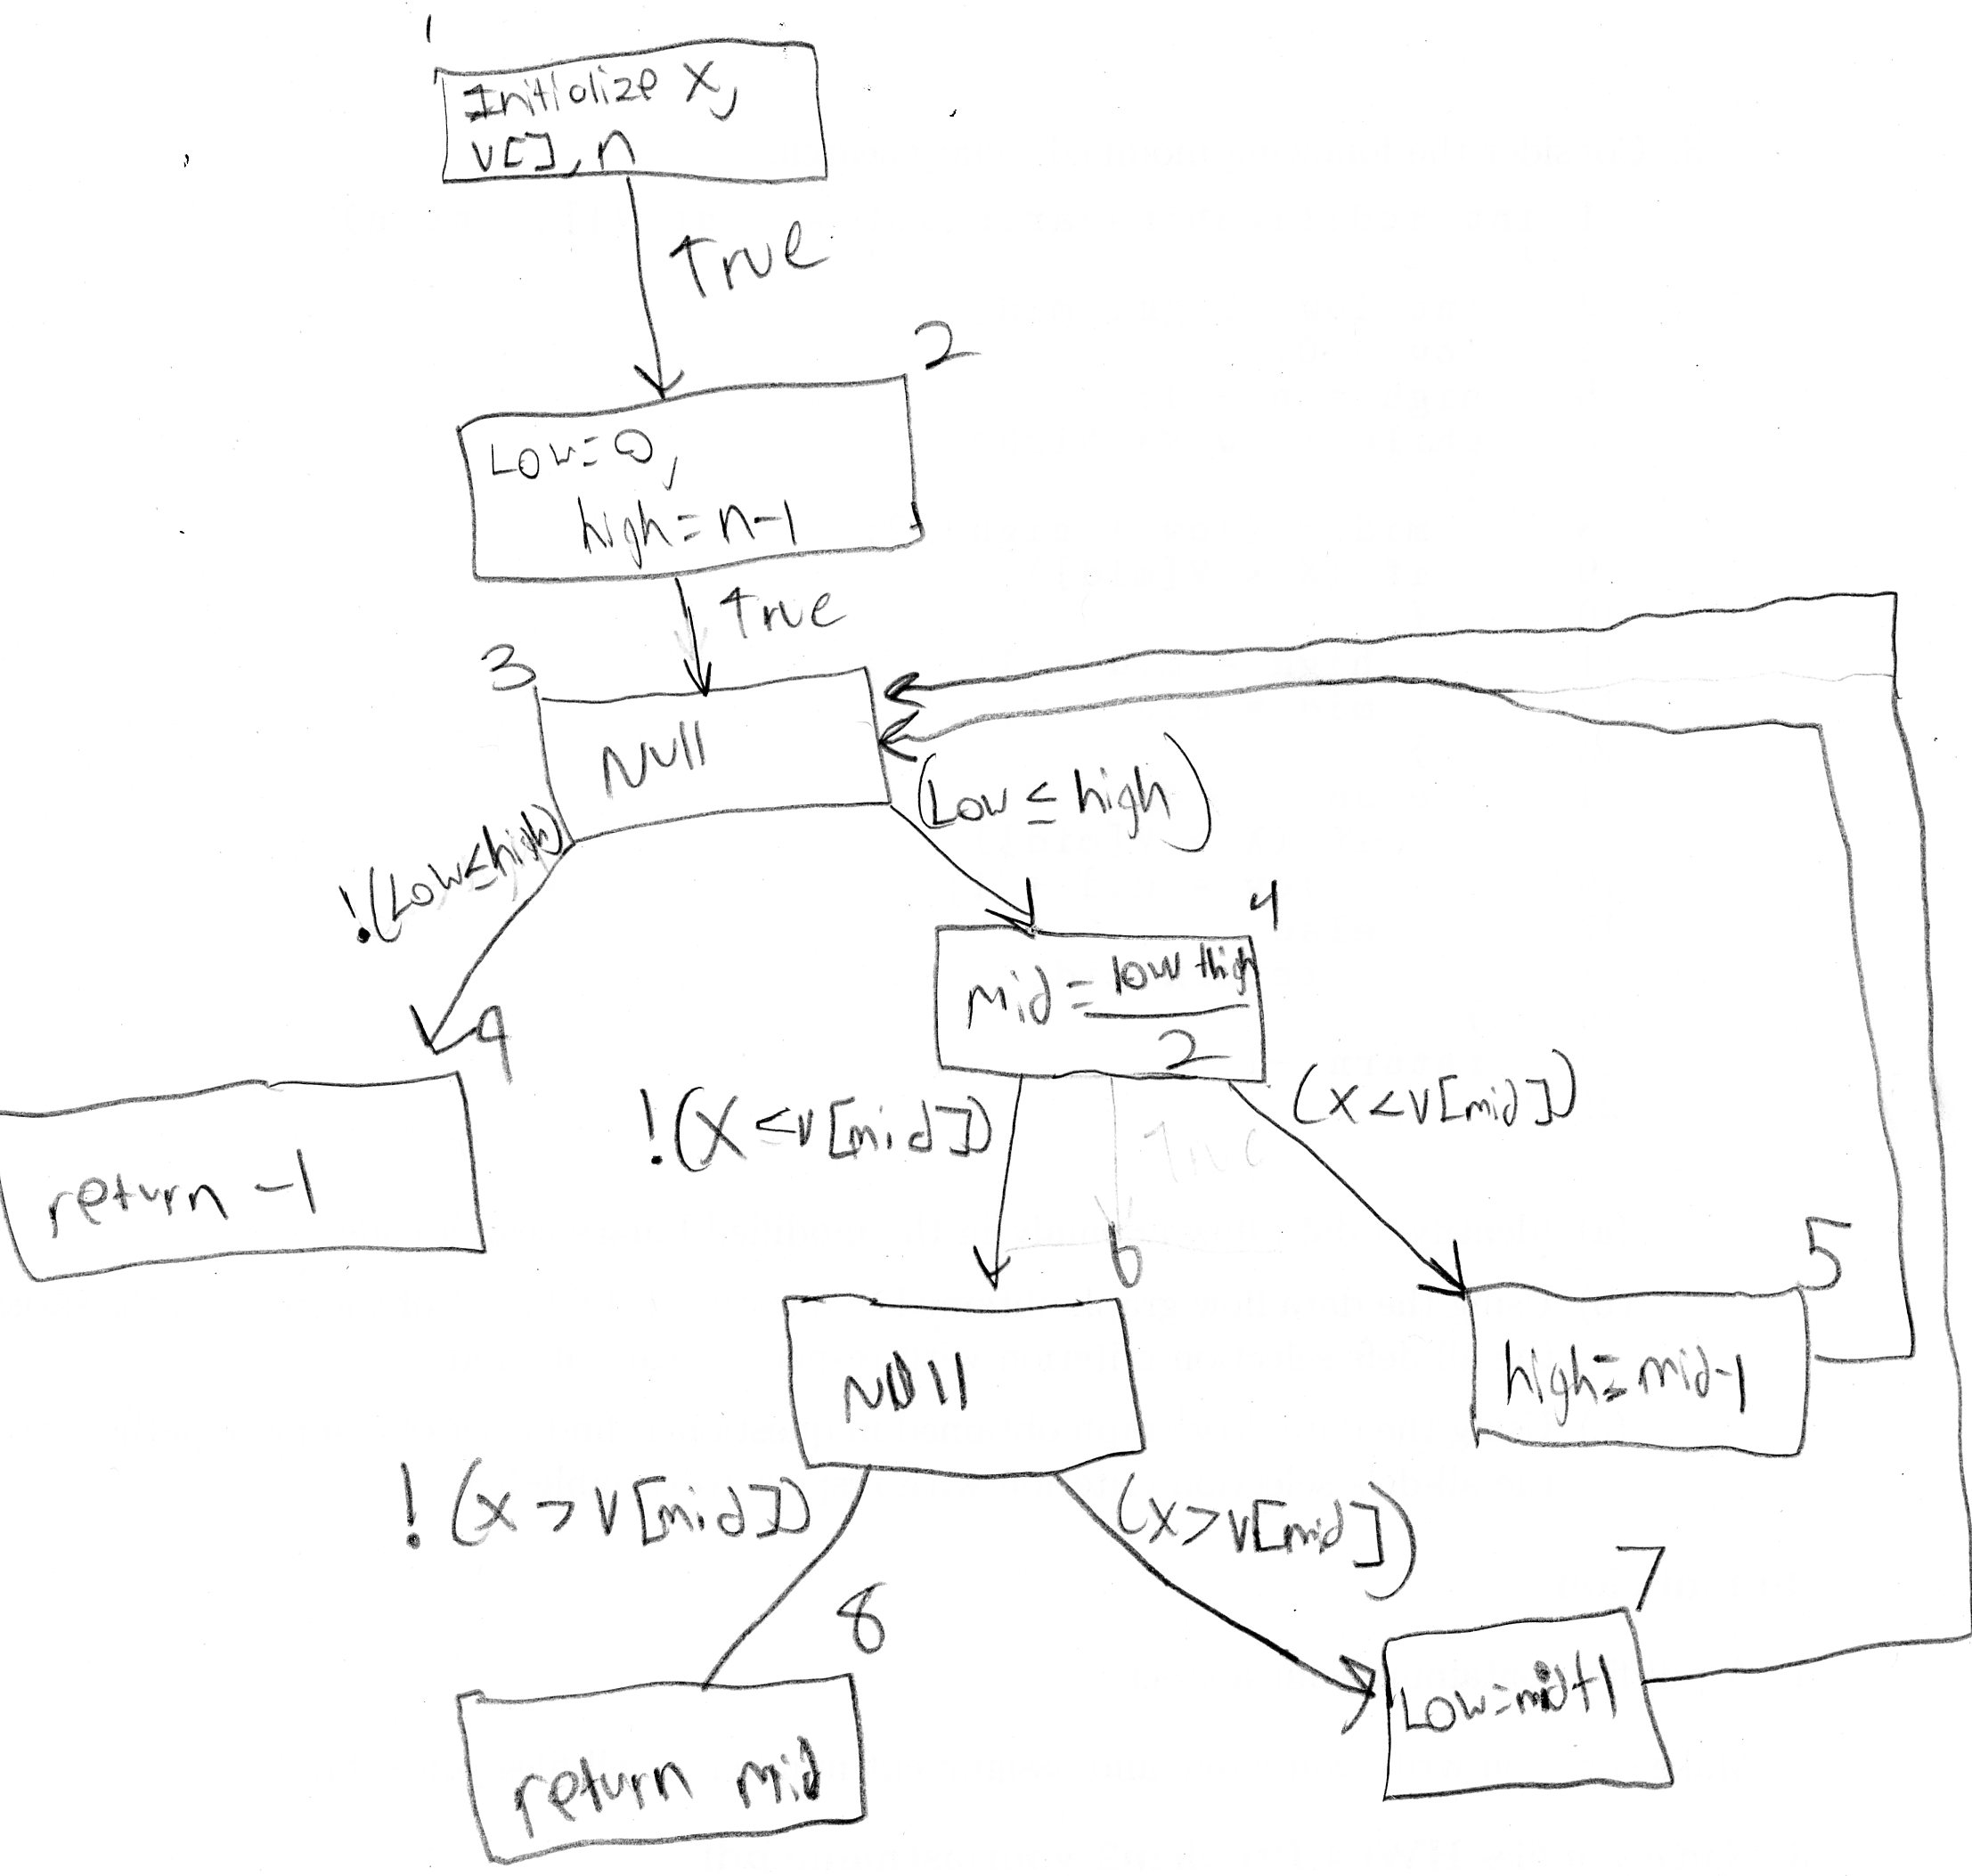 1
Initialize X,
V[], n
True
2
Low=0,
high=n-1
True
3
Null
(Low≤high)
!(Low≤high)
4
mid=low+high
2
9
return -1
!(X<v[mid])
(X<v[mid])
6
5
Null
high=mid-1
!(X>V[mid])
(X>v[mid])
7
8
Low=mid+1
return mid